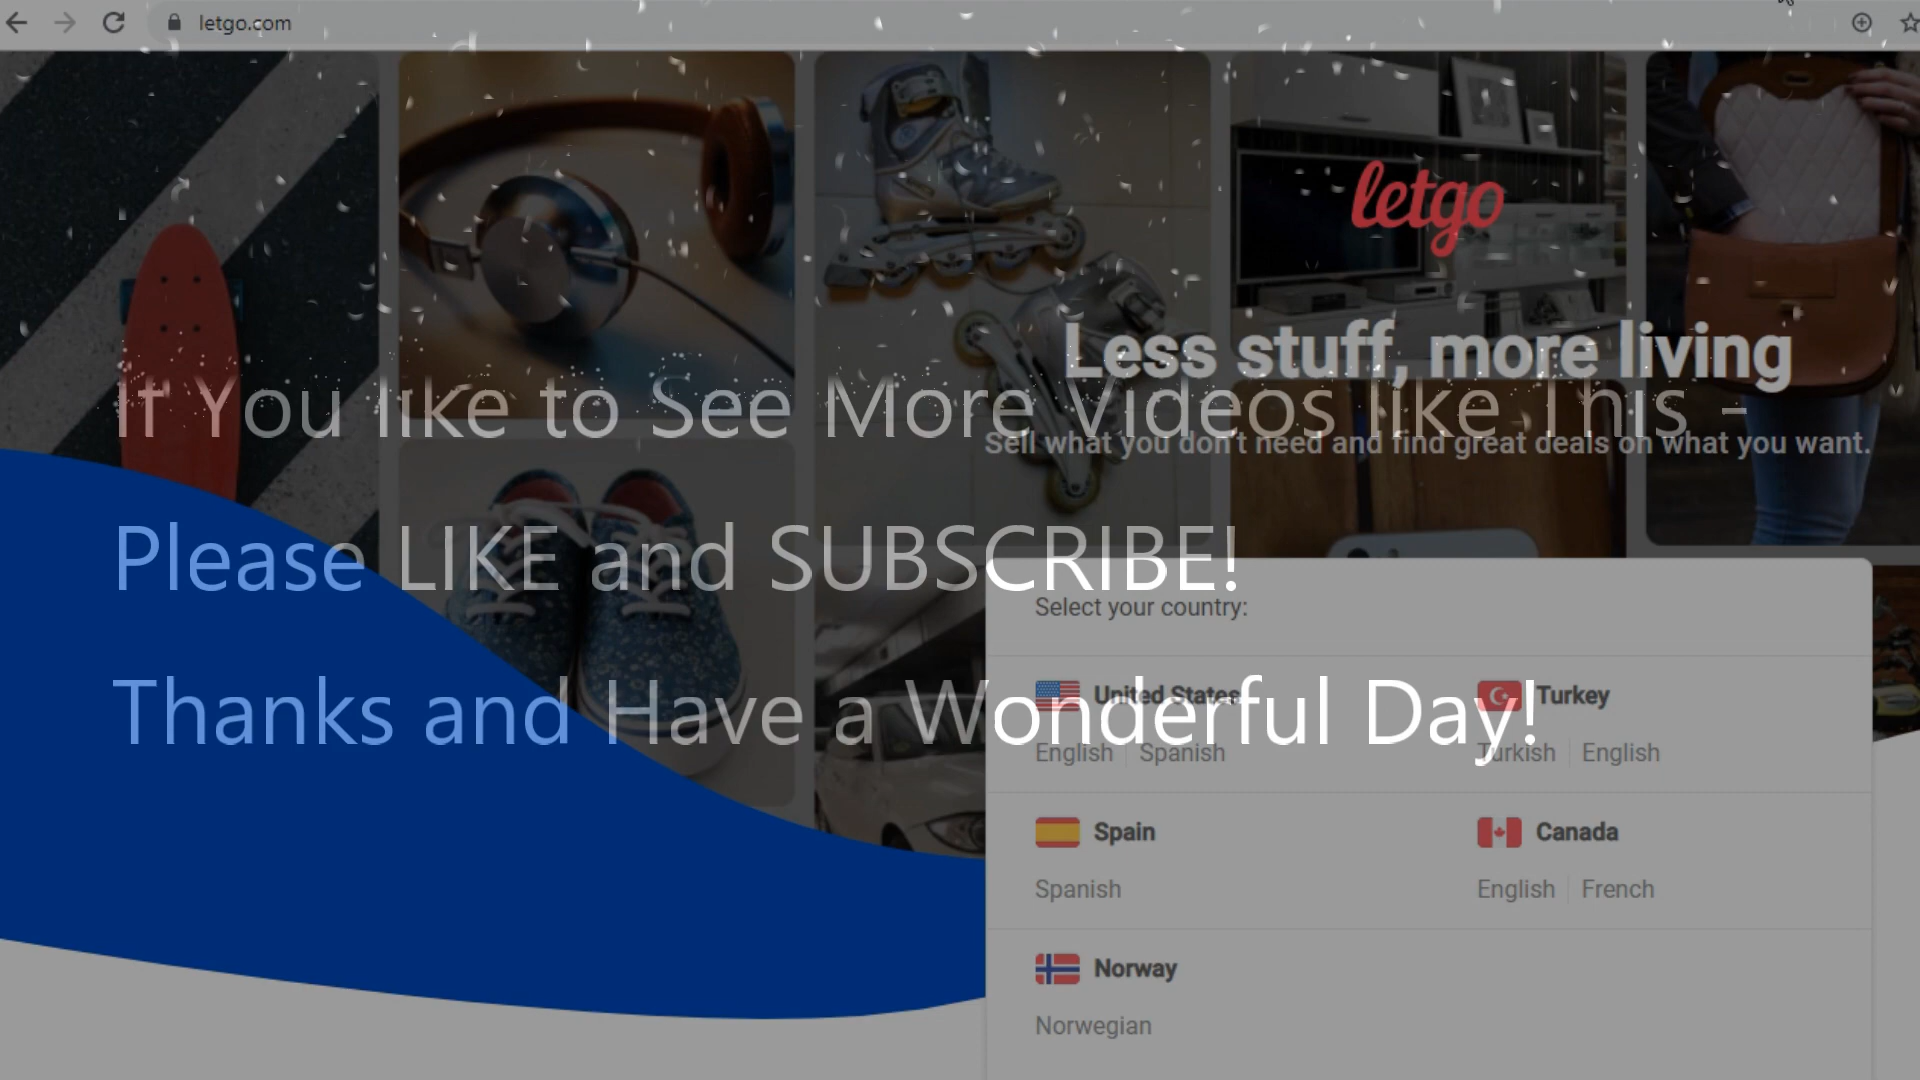 letgo.com
letgo
Less stuff, more living
If You like to See More Videos like This -
Sell what you don't need and find great deals on what you want.
Please LIKE and SUBSCRIBE!
Select your country:
Thanks and Have a Wonderful Day!
United States
Turkey
English | Spanish
Turkish | English
Spain
Canada
Spanish
English | French
Norway
Norwegian